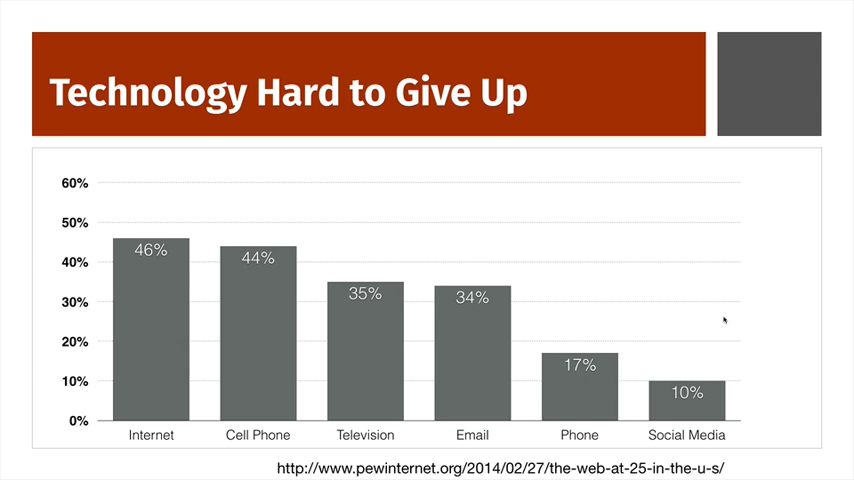 Technology Hard to Give Up
60%
50%
40%
30%
20%
10%
0%
46%
44%
35%
34%
17%
10%
Internet
Cell Phone
Television
Email
Phone
Social Media
http://www.pewinternet.org/2014/02/27/the-web-at-25-in-the-u-s/